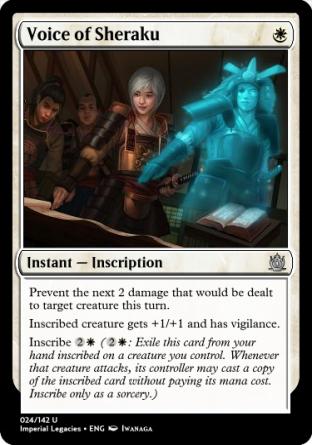 Voice of Sheraku
Instant — Inscription
Prevent the next 2 damage that would be dealt
to target creature this turn.
Inscribed creature gets +1/+1 and has vigilance.
Inscribe 2 (2 : Exile this card from your
hand inscribed on a creature you control. Whenever
that creature attacks, its controller may cast a copy
of the inscribed card without paying its mana cost.
Inscribe only as a sorcery.)
024/142 U
Imperial Legacies • ENG Iwanaga